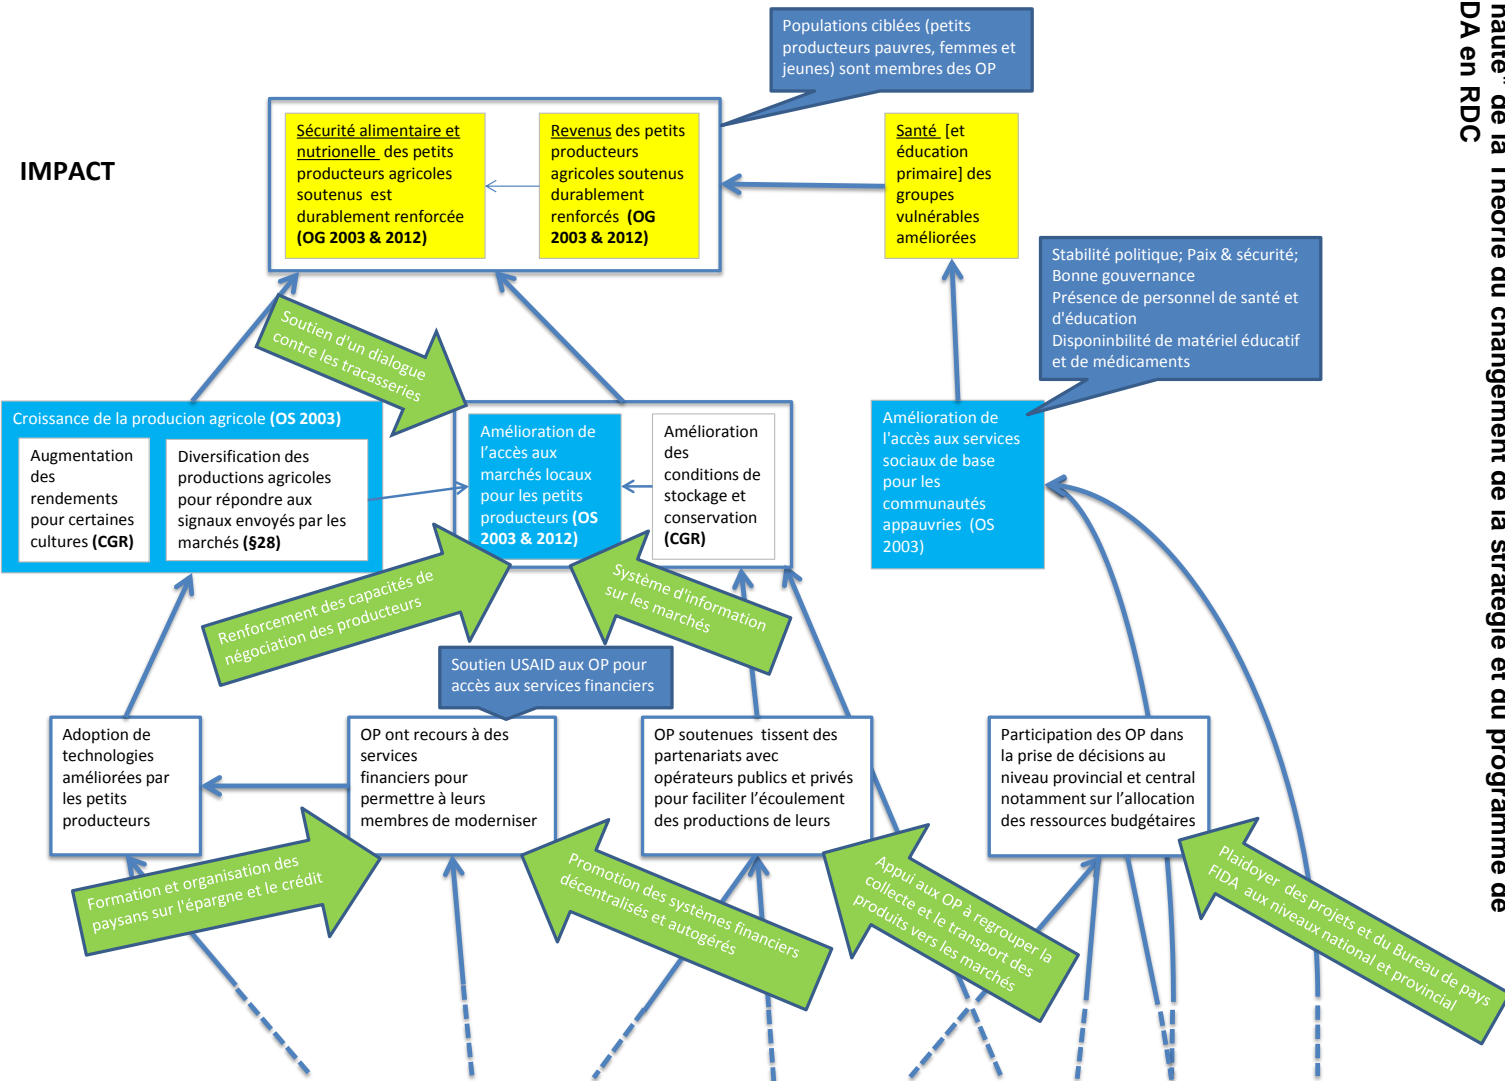 haute" de la Théorie du changement de la stratégie et du programme de
DA en RDC
Populations ciblées (petits
producteurs pauvres, femmes et
jeunes) sont membres des OP
IMPACT
Sécurité alimentaire et
nutrionelle des petits
producteurs agricoles
soutenus est
durablement renforcée
(OG 2003 & 2012)
Revenus des petits
producteurs
agricoles soutenus
durablement
renforcés (OG
2003 & 2012)
Santé [et
éducation
primaire] des
groupes
vulnérables
améliorées
Stabilité politique; Paix & sécurité;
Bonne gouvernance
Présence de personnel de santé et
d'éducation
Disponinbilité de matériel éducatif
et de médicaments
Soutien d'un dialogue
contre les tracasseries
Croissance de la producion agricole (OS 2003)
Augmentation
des
rendements
pour certaines
cultures (CGR)
Diversification des
productions agricoles
pour répondre aux
signaux envoyés par les
marchés (§28)
Amélioration de
l'accès aux
marchés locaux
pour les petits
producteurs (OS
2003 & 2012)
Amélioration
des
conditions de
stockage et
conservation
(CGR)
Amélioration de
l'accès aux services
sociaux de base
pour les
communautés
appauvries (OS
2003)
Renforcement des capacités de
négociation des producteurs
Système d'information
sur les marchés
Soutien USAID aux OP pour
accès aux services financiers
Adoption de
technologies
améliorées par
les petits
producteurs
OP ont recours à des
services
financiers pour
permettre à leurs
membres de moderniser
OP soutenues tissent des
partenariats avec
opérateurs publics et privés
pour faciliter l'écoulement
des productions de leurs
Participation des OP dans
la prise de décisions au
niveau provincial et central
notamment sur l'allocation
des ressources budgétaires
Formation et organisation des
paysans sur l'épargne et le crédit
Promotion des systèmes financiers
décentralisés et autogérés
Appui aux OP à regrouper la
collecte et le transport des
produits vers les marchés
Plaidoyer des projets et du Bureau de pays
FIDA aux niveaux national et provincial